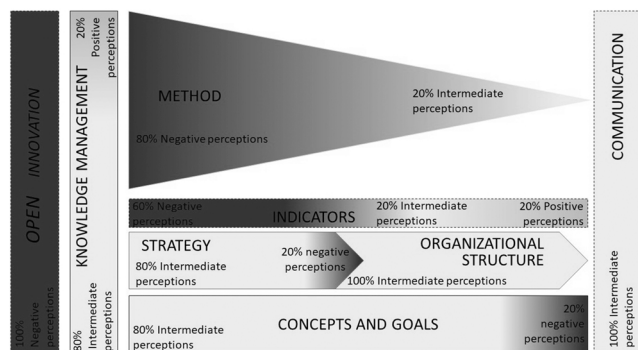 OPEN INNOVATION
100%
Negative
perceptions
KNOWLEDGE MANAGEMENT
20%
Positive
perceptions
80%
Intermediate
perceptions
METHOD
80% Negative perceptions
20% Intermediate
perceptions
60% Negative
perceptions
INDICATORS
20% Intermediate
perceptions
20% Positive
perceptions
STRATEGY
80% Intermediate
perceptions
20% negative
perceptions
ORGANIZATIONAL
STRUCTURE
100% Intermediate perceptions
80% Intermediate
perceptions
CONCEPTS AND GOALS
20%
negative
perceptions
COMMUNICATION
100% Intermediate
perceptions